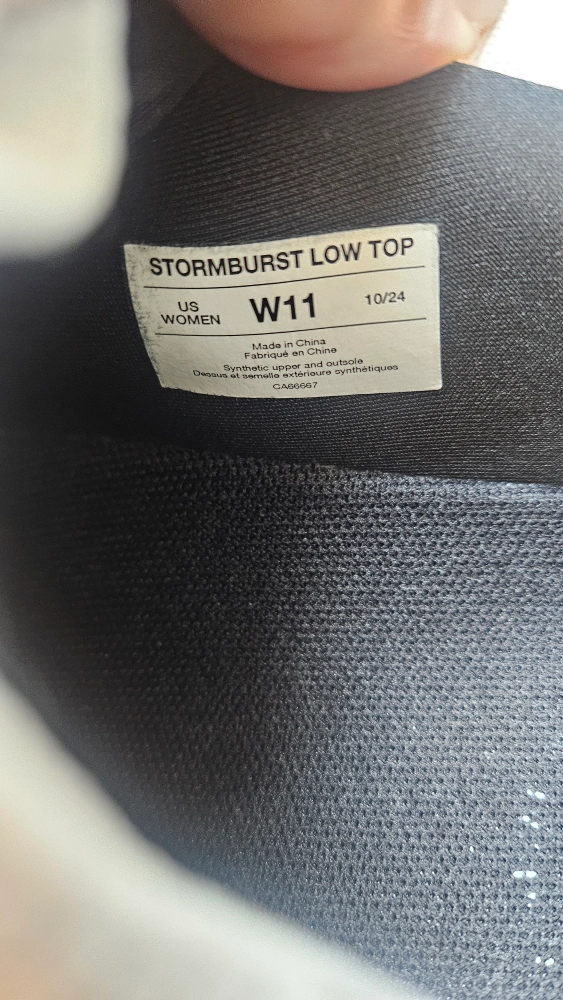 STORMBURST LOW TOP
US
WOMEN
W11
10/24
Made in China
Fabriqué en Chine
Synthetic upper and outsole
Dessus et semelle extérieure synthétiques
CA66667